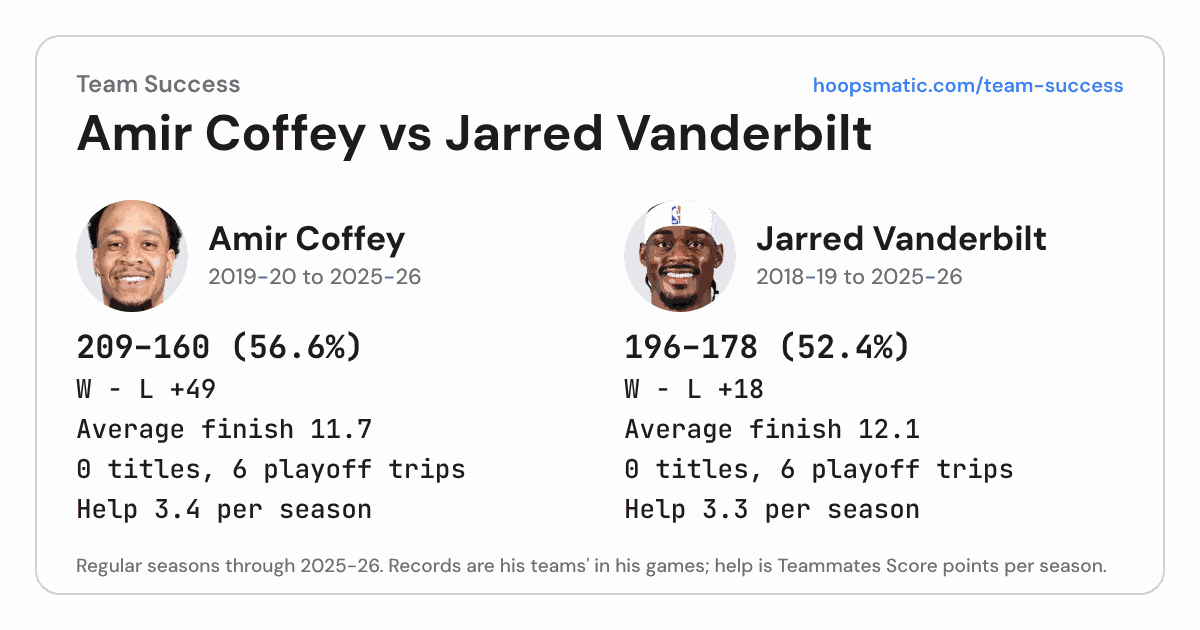 Team Success
hoopsmatic.com/team-success
Amir Coffey vs Jarred Vanderbilt
Amir Coffey
2019–20 to 2025–26
209–160 (56.6%)
W - L +49
Average finish 11.7
0 titles, 6 playoff trips
Help 3.4 per season
Jarred Vanderbilt
2018–19 to 2025–26
196–178 (52.4%)
W - L +18
Average finish 12.1
0 titles, 6 playoff trips
Help 3.3 per season
Regular seasons through 2025-26. Records are his teams' in his games; help is Teammates Score points per season.